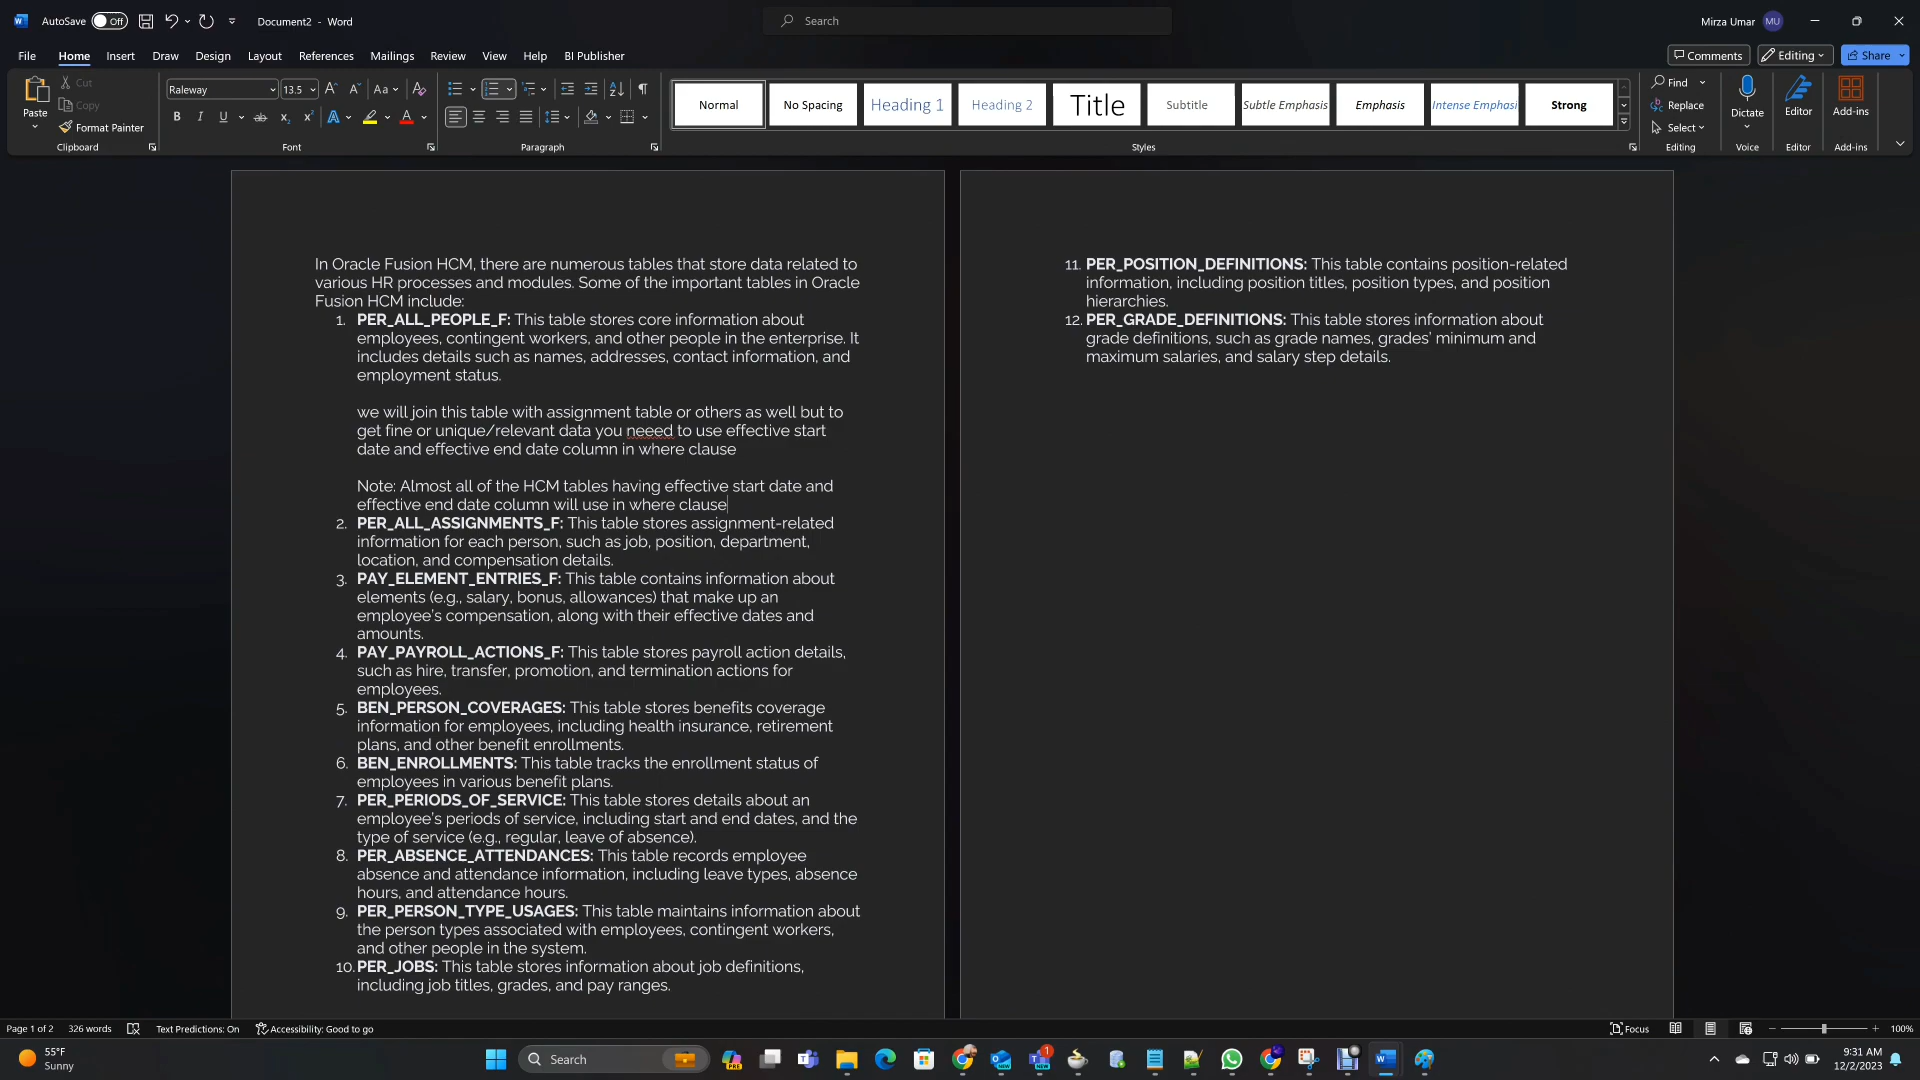 AutoSave Off Document2 - Word Search Mirza Umar MU
File Home Insert Draw Design Layout References Mailings Review View Help BI Publisher Comments Editing Share
Paste Cut Copy Format Painter Clipboard
Raleway 13.5 Font
Paragraph
Normal No Spacing Heading 1 Heading 2 Title Subtitle Subtle Emphasis Emphasis Intense Emphasi Strong
Styles
Find Replace Select Editing
Dictate Voice
Editor Editor
Add-ins Add-ins
In Oracle Fusion HCM, there are numerous tables that store data related to
various HR processes and modules. Some of the important tables in Oracle
Fusion HCM include:
1. PER_ALL_PEOPLE_F: This table stores core information about
employees, contingent workers, and other people in the enterprise. It
includes details such as names, addresses, contact information, and
employment status.
we will join this table with assignment table or others as well but to
get fine or unique/relevant data you neeed to use effective start
date and effective end date column in where clause
Note: Almost all of the HCM tables having effective start date and
effective end date column will use in where clause
2. PER_ALL_ASSIGNMENTS_F: This table stores assignment-related
information for each person, such as job, position, department,
location, and compensation details.
3. PAY_ELEMENT_ENTRIES_F: This table contains information about
elements (e.g., salary, bonus, allowances) that make up an
employee's compensation, along with their effective dates and
amounts.
4. PAY_PAYROLL_ACTIONS_F: This table stores payroll action details,
such as hire, transfer, promotion, and termination actions for
employees.
5. BEN_PERSON_COVERAGES: This table stores benefits coverage
information for employees, including health insurance, retirement
plans, and other benefit enrollments.
6. BEN_ENROLLMENTS: This table tracks the enrollment status of
employees in various benefit plans.
7. PER_PERIODS_OF_SERVICE: This table stores details about an
employee's periods of service, including start and end dates, and the
type of service (e.g., regular, leave of absence).
8. PER_ABSENCE_ATTENDANCES: This table records employee
absence and attendance information, including leave types, absence
hours, and attendance hours.
9. PER_PERSON_TYPE_USAGES: This table maintains information about
the person types associated with employees, contingent workers,
and other people in the system.
10. PER_JOBS: This table stores information about job definitions,
including job titles, grades, and pay ranges.
11. PER_POSITION_DEFINITIONS: This table contains position-related
information, including position titles, position types, and position
hierarchies.
12. PER_GRADE_DEFINITIONS: This table stores information about
grade definitions, such as grade names, grades' minimum and
maximum salaries, and salary step details.
Page 1 of 2 326 words Text Predictions: On Accessibility: Good to go Focus 100%
55°F
Sunny
Search
9:31 AM
12/2/2023